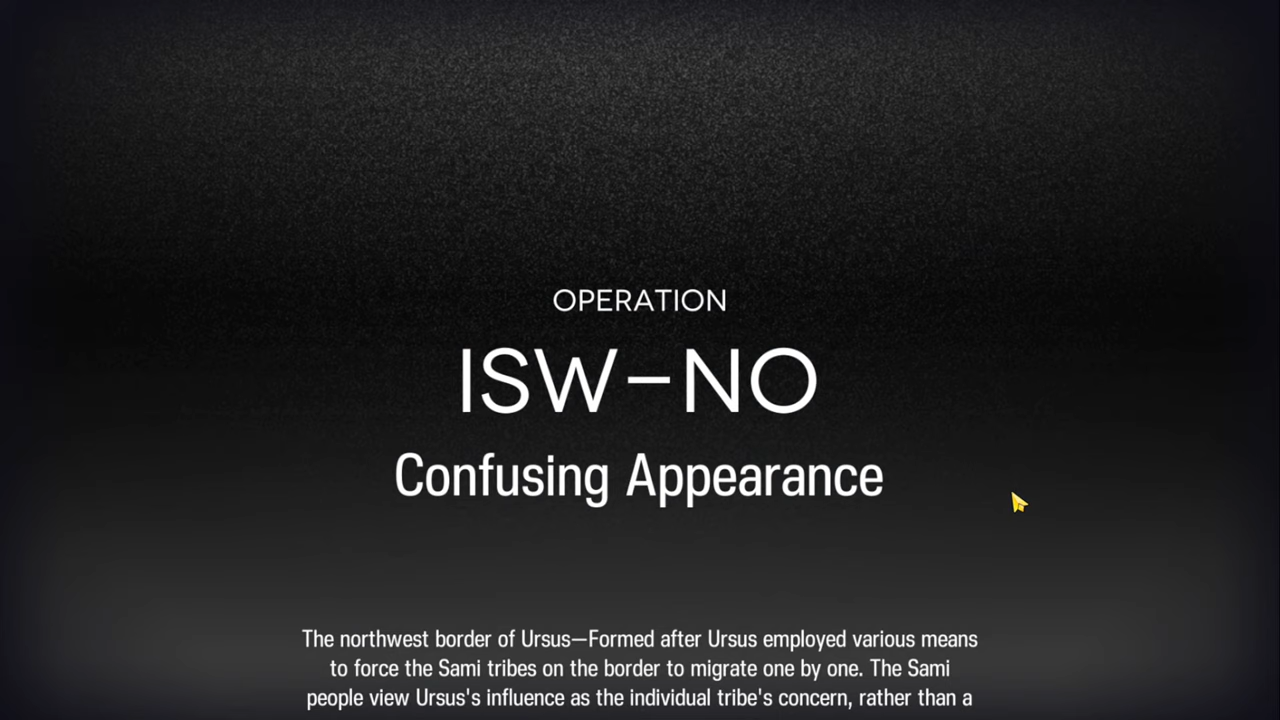 OPERATION
ISW-NO
Confusing Appearance
The northwest border of Ursus—Formed after Ursus employed various means
to force the Sami tribes on the border to migrate one by one. The Sami
people view Ursus's influence as the individual tribe's concern, rather than a